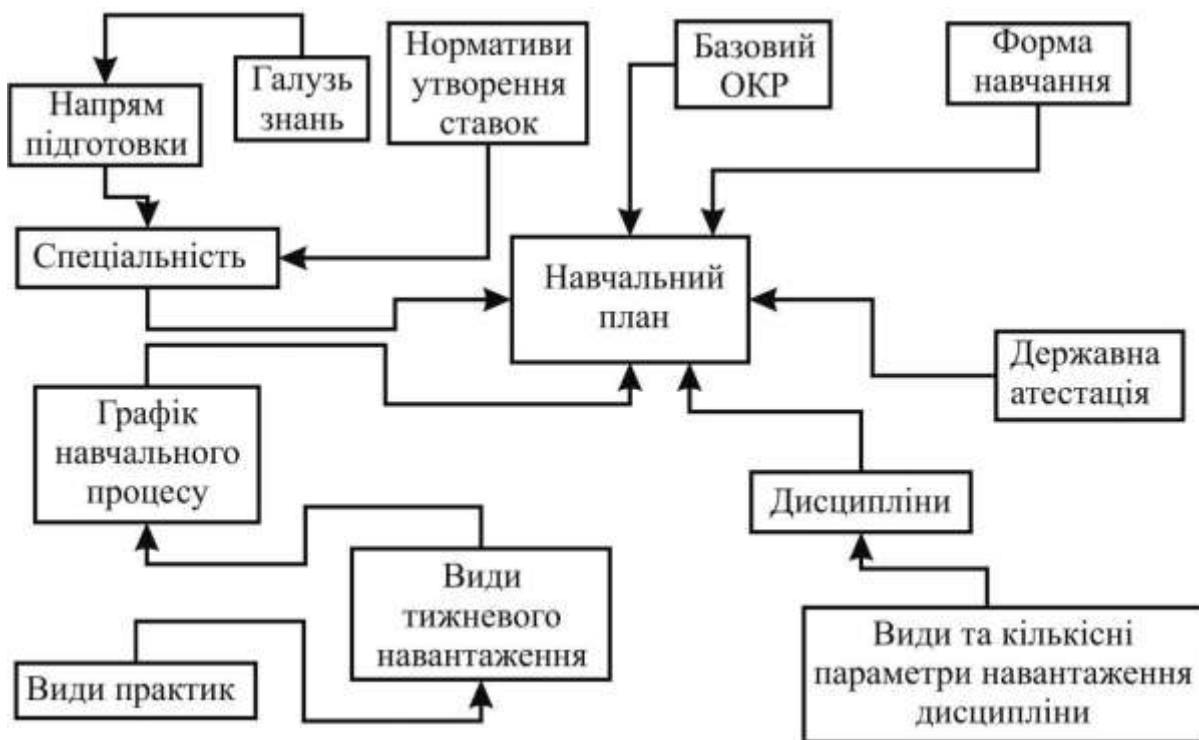 Напрям
підготовки
Галузь
знань
Нормативи
утворення
ставок
Базовий
ОКР
Форма
навчання
Спеціальність
Навчальний
план
Державна
атестація
Графік
навчального
процесу
Дисципліни
Види
тижневого
навантаження
Види практик
Види та кількісні
параметри навантаження
дисципліни